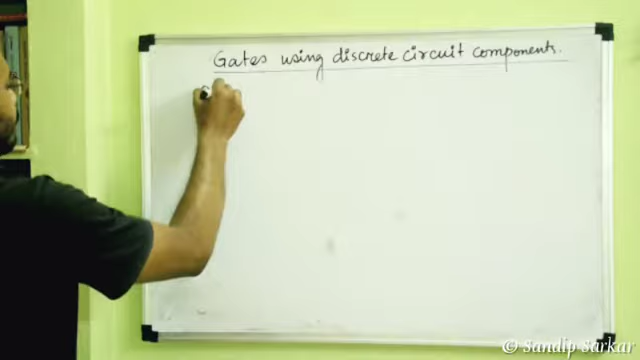 Gates using discrete circuit components.
© Sandip Sarkar